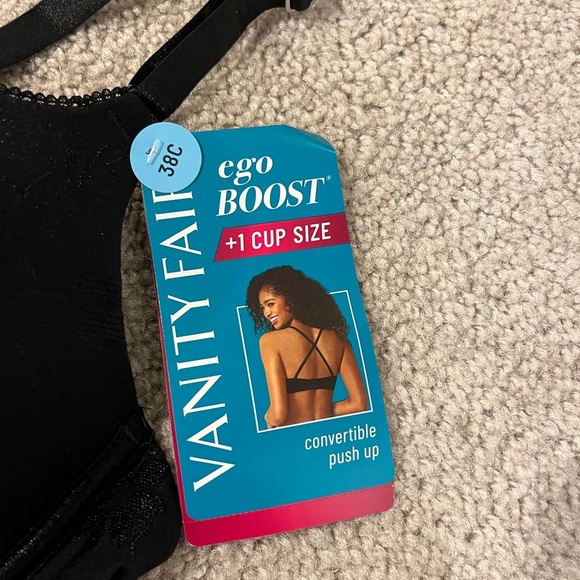 38C
VANITY FAIR
ego
BOOST®
+1 CUP SIZE
convertible
push up